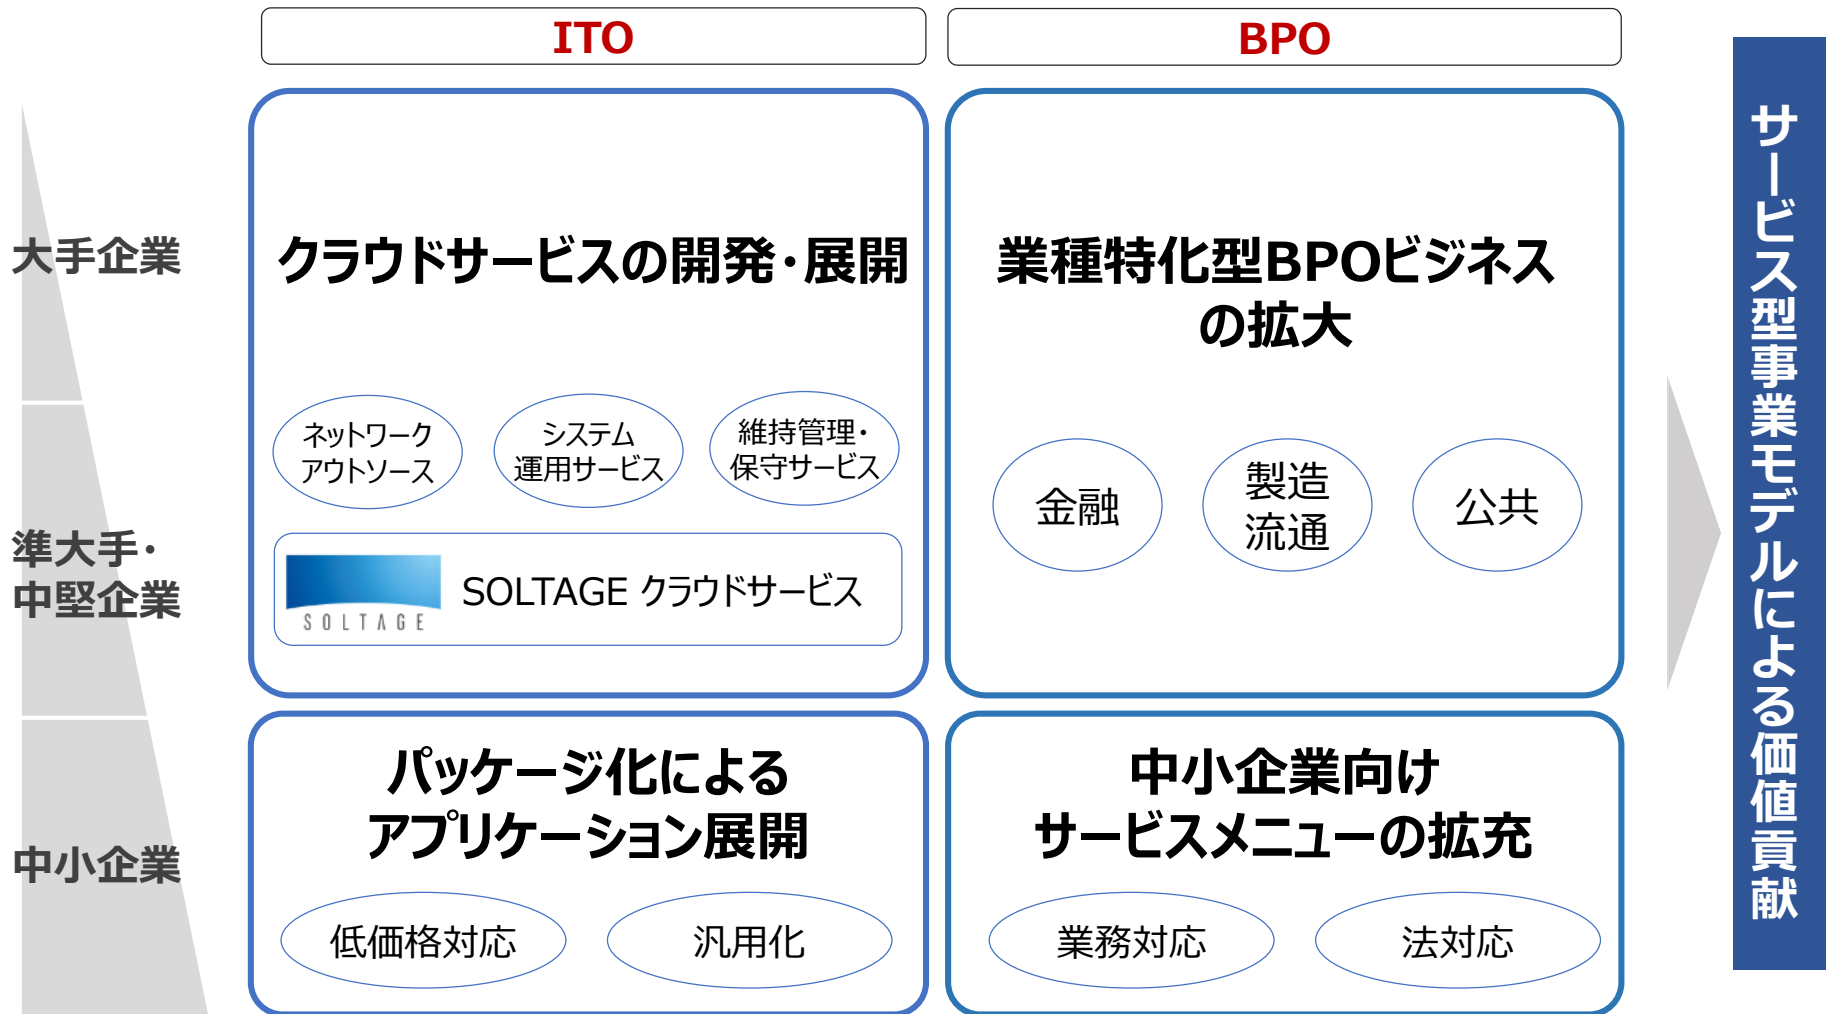 ITO
BPO
大手企業
クラウドサービスの開発・展開
業種特化型BPOビジネス
の拡大
ネットワーク
アウトソース
システム
運用サービス
維持管理・
保守サービス
金融
製造
流通
公共
準大手・
中堅企業
SOLTAGE
SOLTAGE クラウドサービス
中小企業
パッケージ化による
アプリケーション展開
低価格対応
汎用化
中小企業向け
サービスメニューの拡充
業務対応
法対応
サービス型事業モデルによる価値貢献